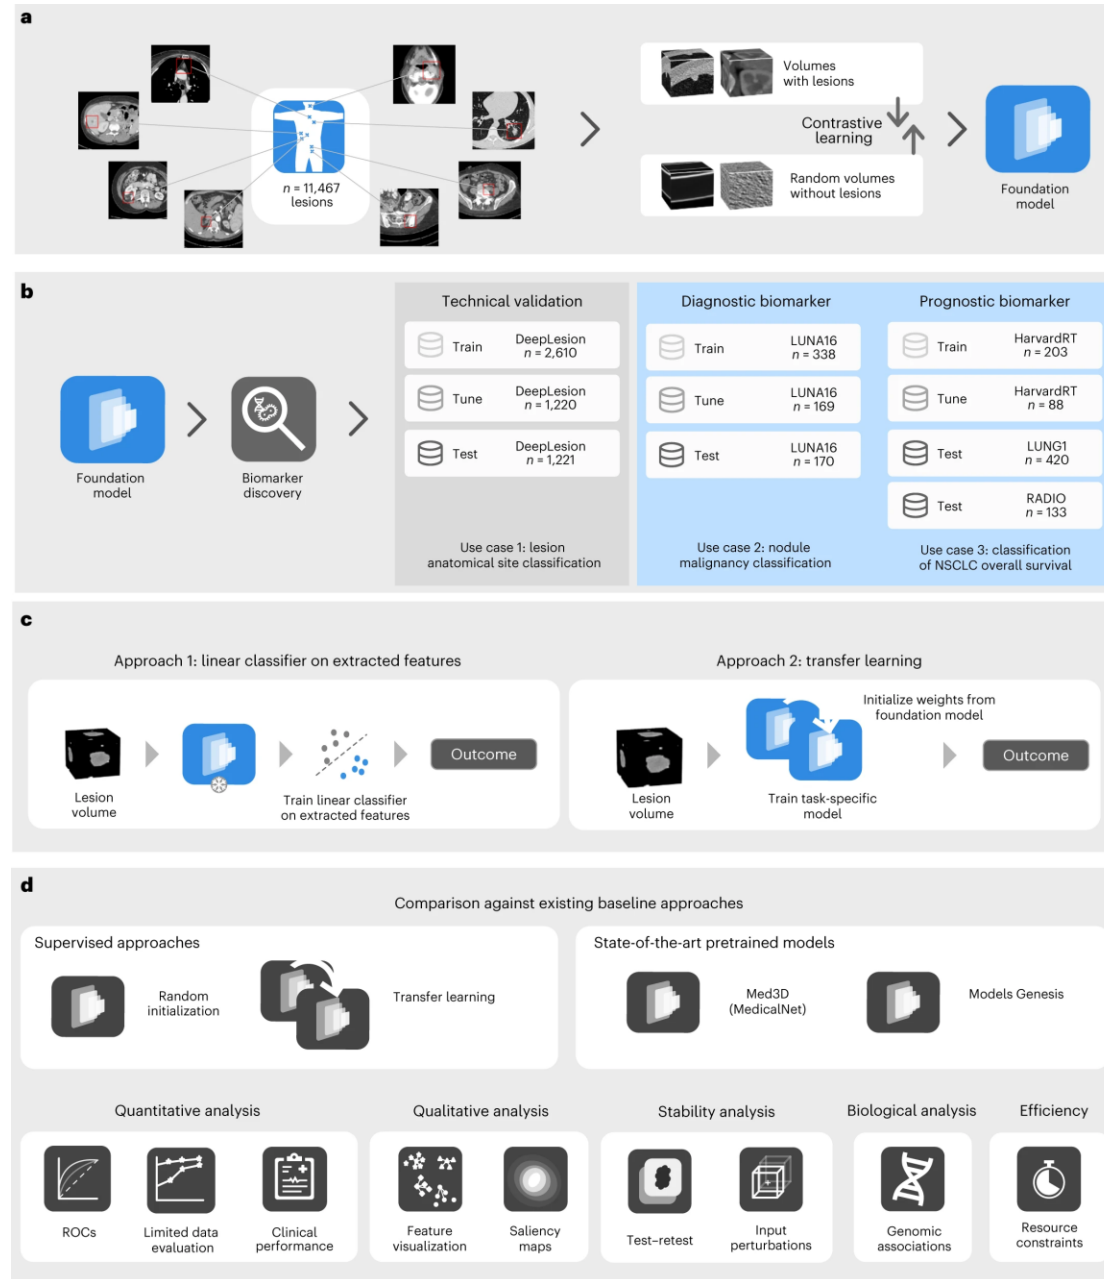 a
Volumes
with lesions
Contrastive
learning
Random volumes
without lesions
n = 11,467
lesions
Foundation
model
b
Foundation
model
Biomarker
discovery
Technical validation
Train
DeepLesion
n = 2,610
Tune
DeepLesion
n = 1,220
Test
DeepLesion
n = 1,221
Use case 1: lesion
anatomical site classification
Diagnostic biomarker
Train
LUNA16
n = 338
Tune
LUNA16
n = 169
Test
LUNA16
n = 170
Use case 2: nodule
malignancy classification
Prognostic biomarker
Train
HarvardRT
n = 203
Tune
HarvardRT
n = 88
Test
LUNG1
n = 420
Test
RADIO
n = 133
Use case 3: classification
of NSCLC overall survival
c
Approach 1: linear classifier on extracted features
Lesion
volume
Train linear classifier
on extracted features
Outcome
Approach 2: transfer learning
Initialize weights from
foundation model
Lesion
volume
Train task-specific
model
Outcome
d
Comparison against existing baseline approaches
Supervised approaches
Random
initialization
Transfer learning
State-of-the-art pretrained models
Med3D
(MedicalNet)
Models Genesis
Quantitative analysis
ROCs
Limited data
evaluation
Clinical
performance
Qualitative analysis
Feature
visualization
Saliency
maps
Stability analysis
Test–retest
Input
perturbations
Biological analysis
Genomic
associations
Efficiency
Resource
constraints